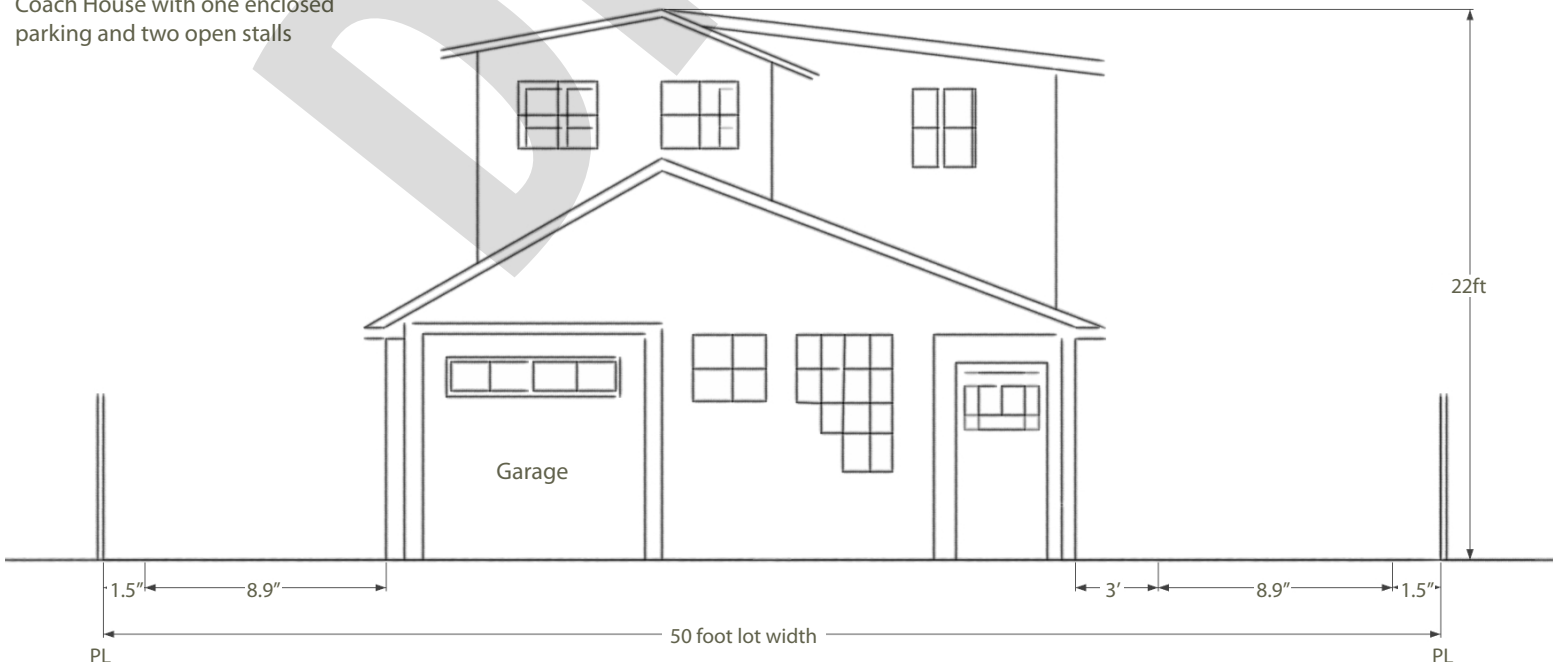 Coach House with one enclosed
parking and two open stalls
22ft
Garage
1.5” 8.9” 3’ 8.9” 1.5”
50 foot lot width
PL PL